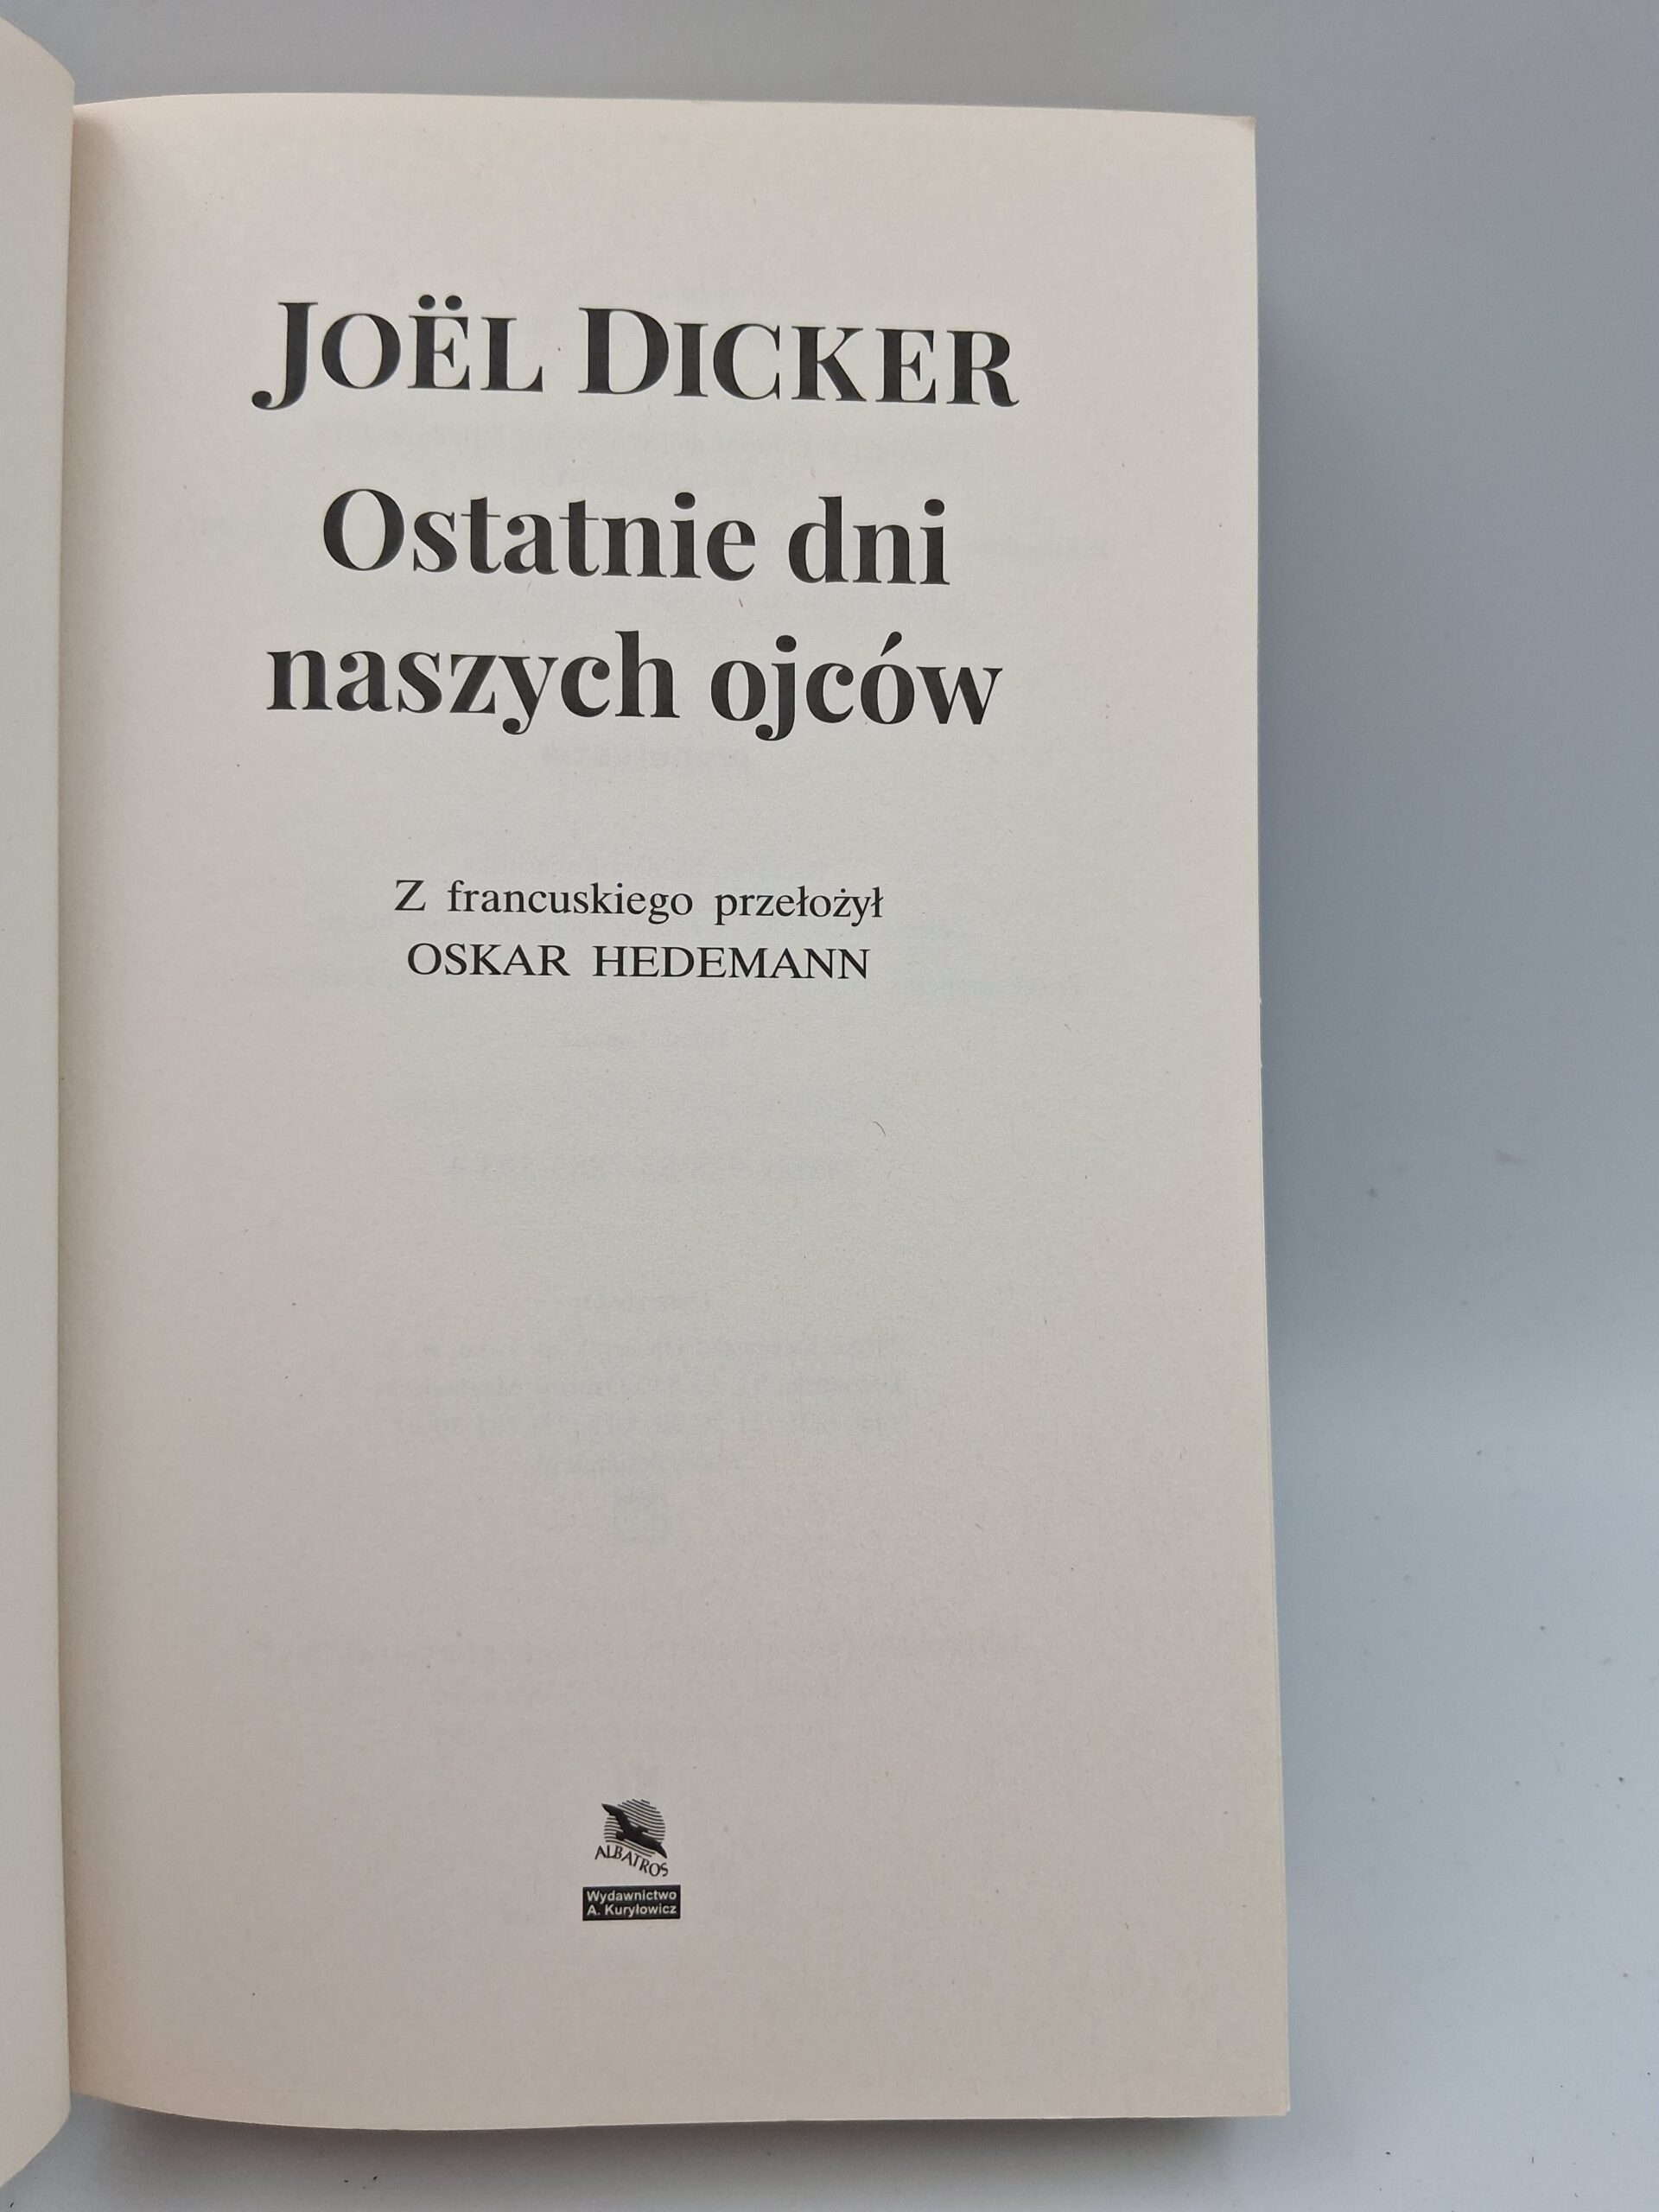 JOËL DICKER
Ostatnie dni
naszych ojców
Z francuskiego przełożył
OSKAR HEDEMANN
ALBATROS
Wydawnictwo
A. Kuryłowicz